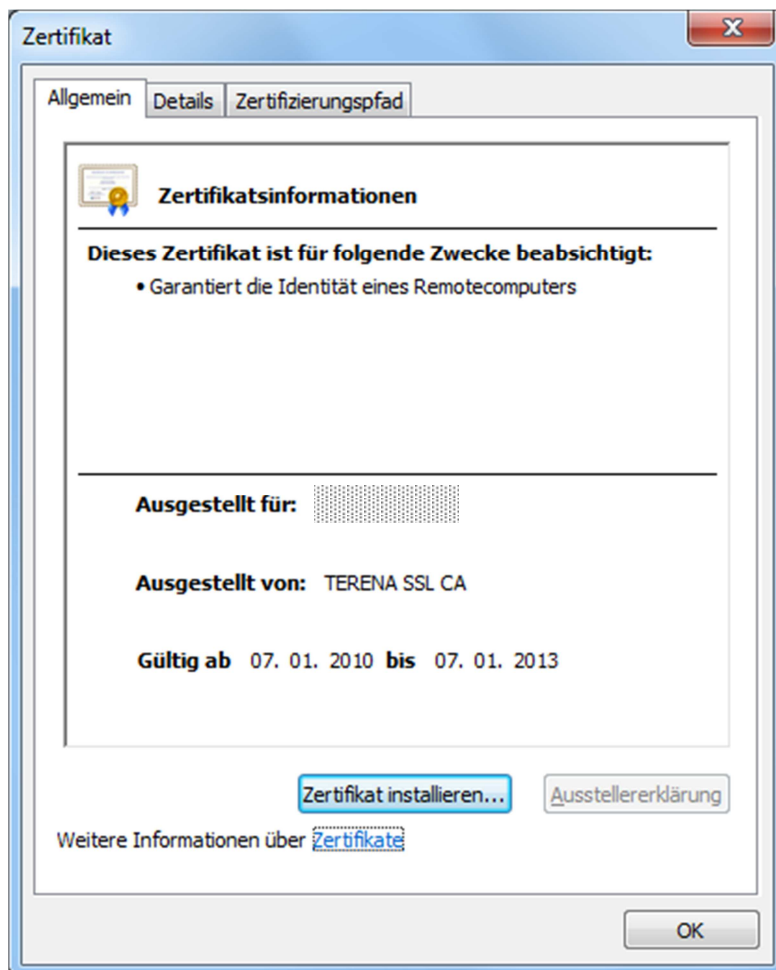 Zertifikat
Allgemein Details Zertifizierungspfad
Zertifikatsinformationen
Dieses Zertifikat ist für folgende Zwecke beabsichtigt:
• Garantiert die Identität eines Remotecomputers
Ausgestellt für:
Ausgestellt von: TERENA SSL CA
Gültig ab 07. 01. 2010 bis 07. 01. 2013
Zertifikat installieren... Ausstellererklärung
Weitere Informationen über Zertifikate
OK